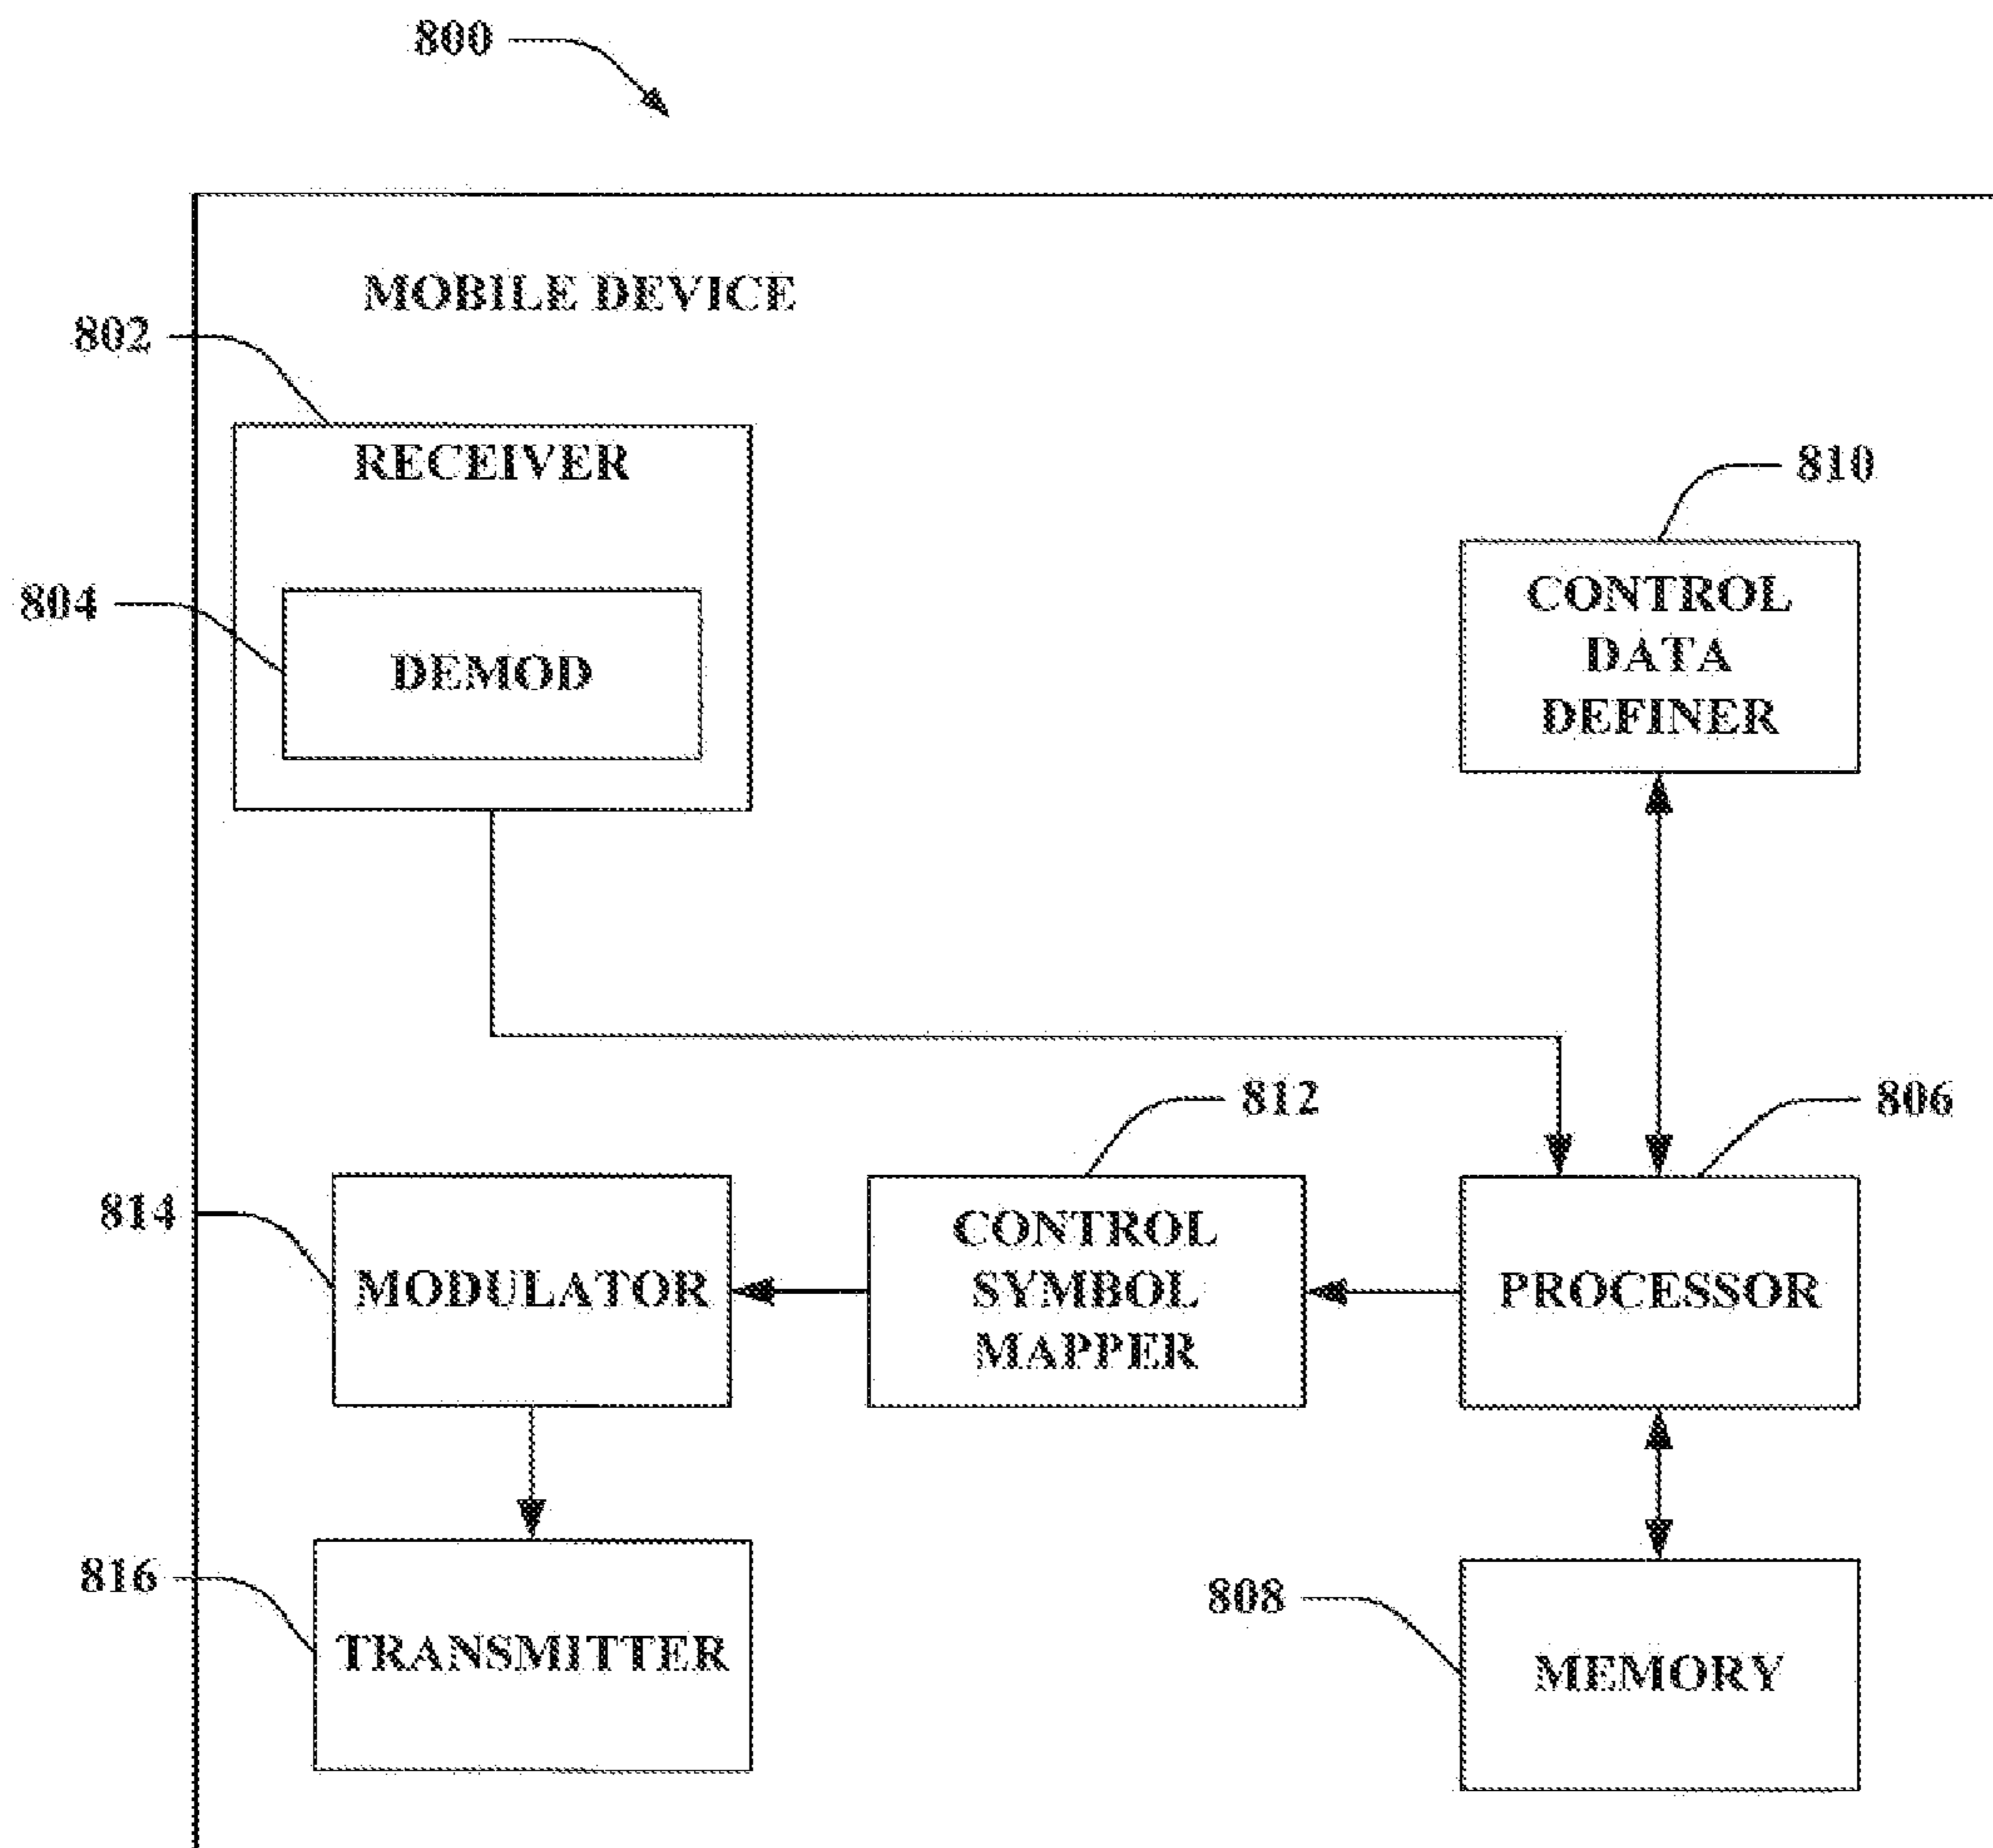 800
MOBILE DEVICE
802
RECEIVER
810
804
DEMOD
CONTROL
DATA
DEFINER
812
806
814
MODULATOR
CONTROL
SYMBOL
MAPPER
PROCESSOR
816
TRANSMITTER
808
MEMORY